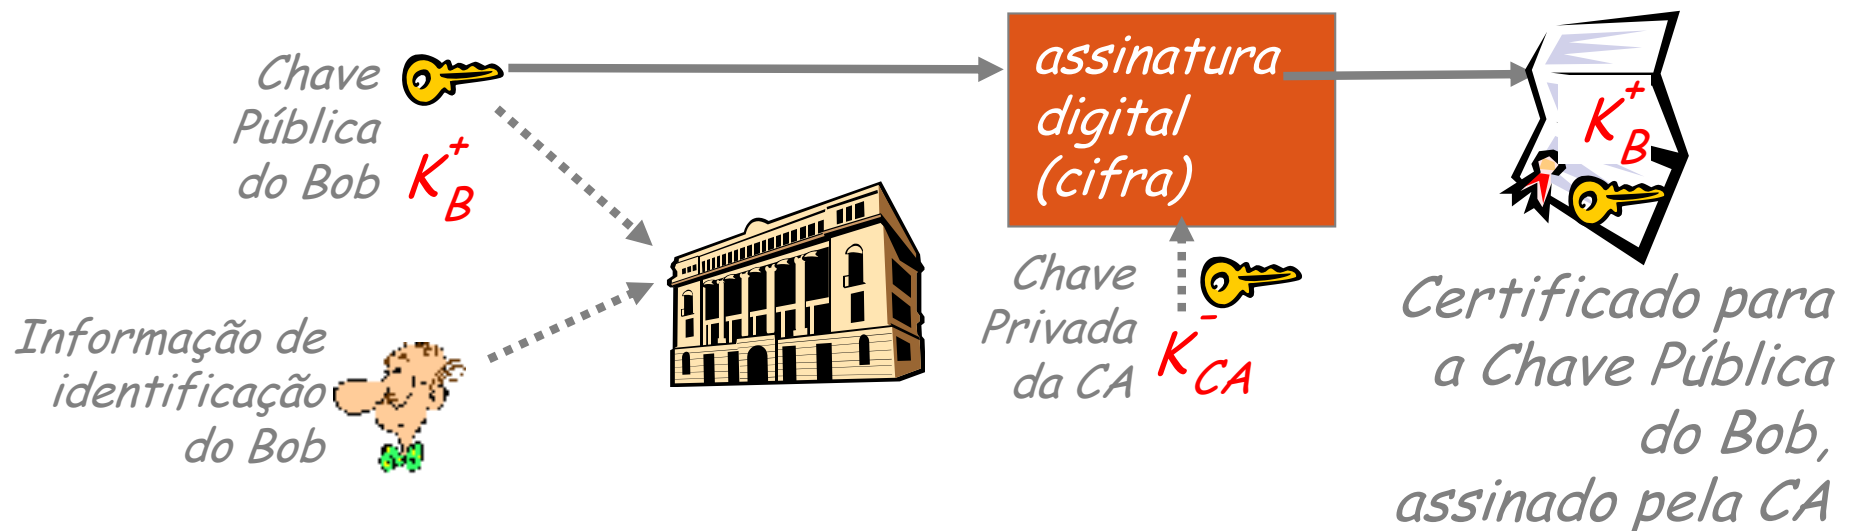 Chave
Pública
do Bob
K+B
Informação de
identificação
do Bob
assinatura
digital
(cifra)
Chave
Privada
da CA
K-CA
K+B
Certificado para
a Chave Pública
do Bob,
assinado pela CA